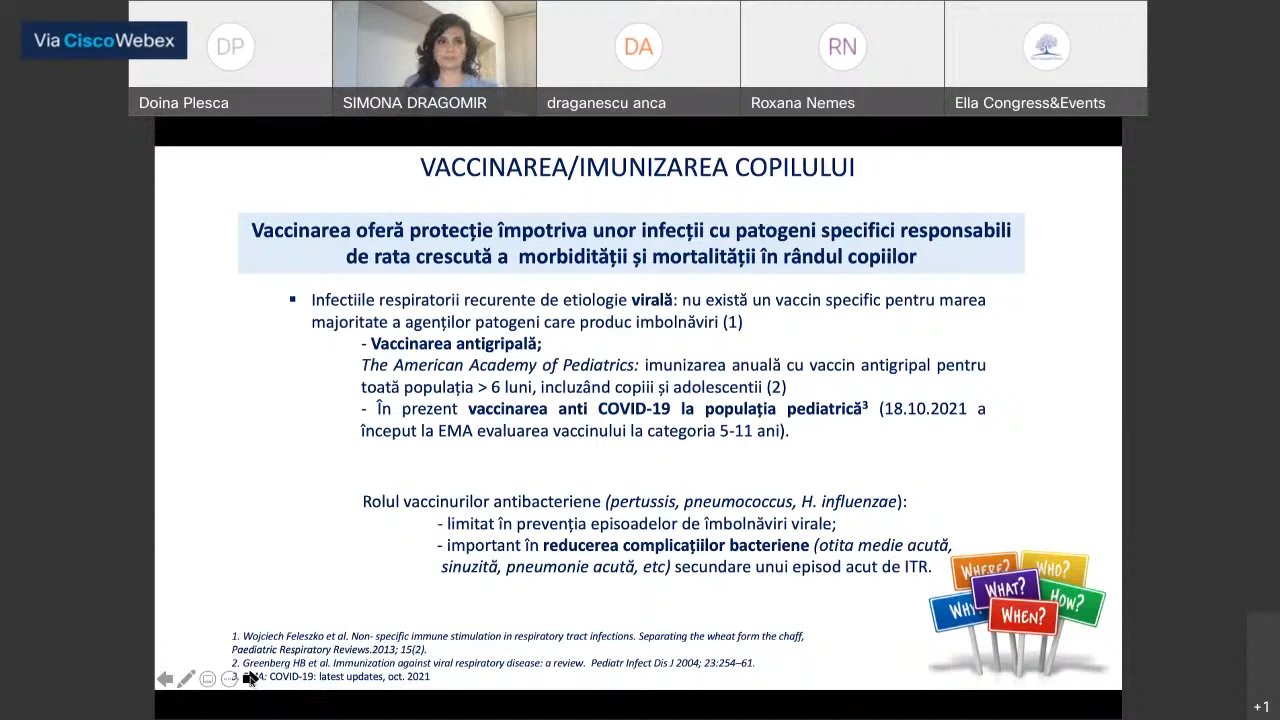 Via Cisco Webex
DP
DA
RN
Doina Plesca
SIMONA DRAGOMIR
draganescu anca
Roxana Nemes
Ella Congress&Events
VACCINAREA/IMUNIZAREA COPILULUI
Vaccinarea oferă protecție împotriva unor infecții cu patogeni specifici responsabili
de rata crescută a morbidității și mortalității în rândul copiilor
▪ Infectiile respiratorii recurente de etiologie virală: nu există un vaccin specific pentru marea
majoritate a agenților patogeni care produc imbolnăviri (1)
- Vaccinarea antigripală;
The American Academy of Pediatrics: imunizarea anuală cu vaccin antigripal pentru
toată populația > 6 luni, incluzând copiii și adolescentii (2)
- În prezent vaccinarea anti COVID-19 la populația pediatrică³ (18.10.2021 a
început la EMA evaluarea vaccinului la categoria 5-11 ani).
Rolul vaccinurilor antibacteriene (pertussis, pneumococcus, H. influenzae):
- limitat în prevenția episoadelor de îmbolnăviri virale;
- important în reducerea complicațiilor bacteriene (otita medie acută,
sinuzită, pneumonie acută, etc) secundare unui episod acut de ITR.
WHERE?
WHO?
WHAT?
WHY?
HOW?
WHEN?
1. Wojciech Feleszko et al. Non- specific immune stimulation in respiratory tract infections. Separating the wheat form the chaff,
Paediatric Respiratory Reviews.2013; 15(2).
2. Greenberg HB et al. Immunization against viral respiratory disease: a review. Pediatr Infect Dis J 2004; 23:254–61.
COVID-19: latest updates, oct. 2021
+1